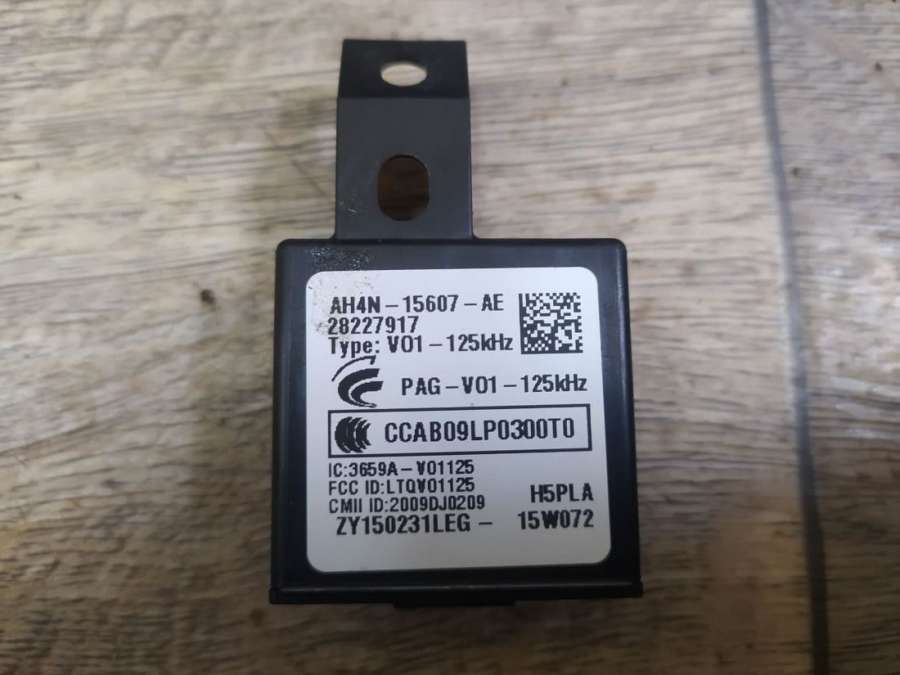 AH4N-15607-AE
28227917
Type: V01-125kHz
PAG-V01-125kHz
CCAB09LP0300T0
IC:3659A-V01125
FCC ID:LTQV01125
CMII ID:2009DJ0209
H5PLA
ZY150231LEG- 15W072